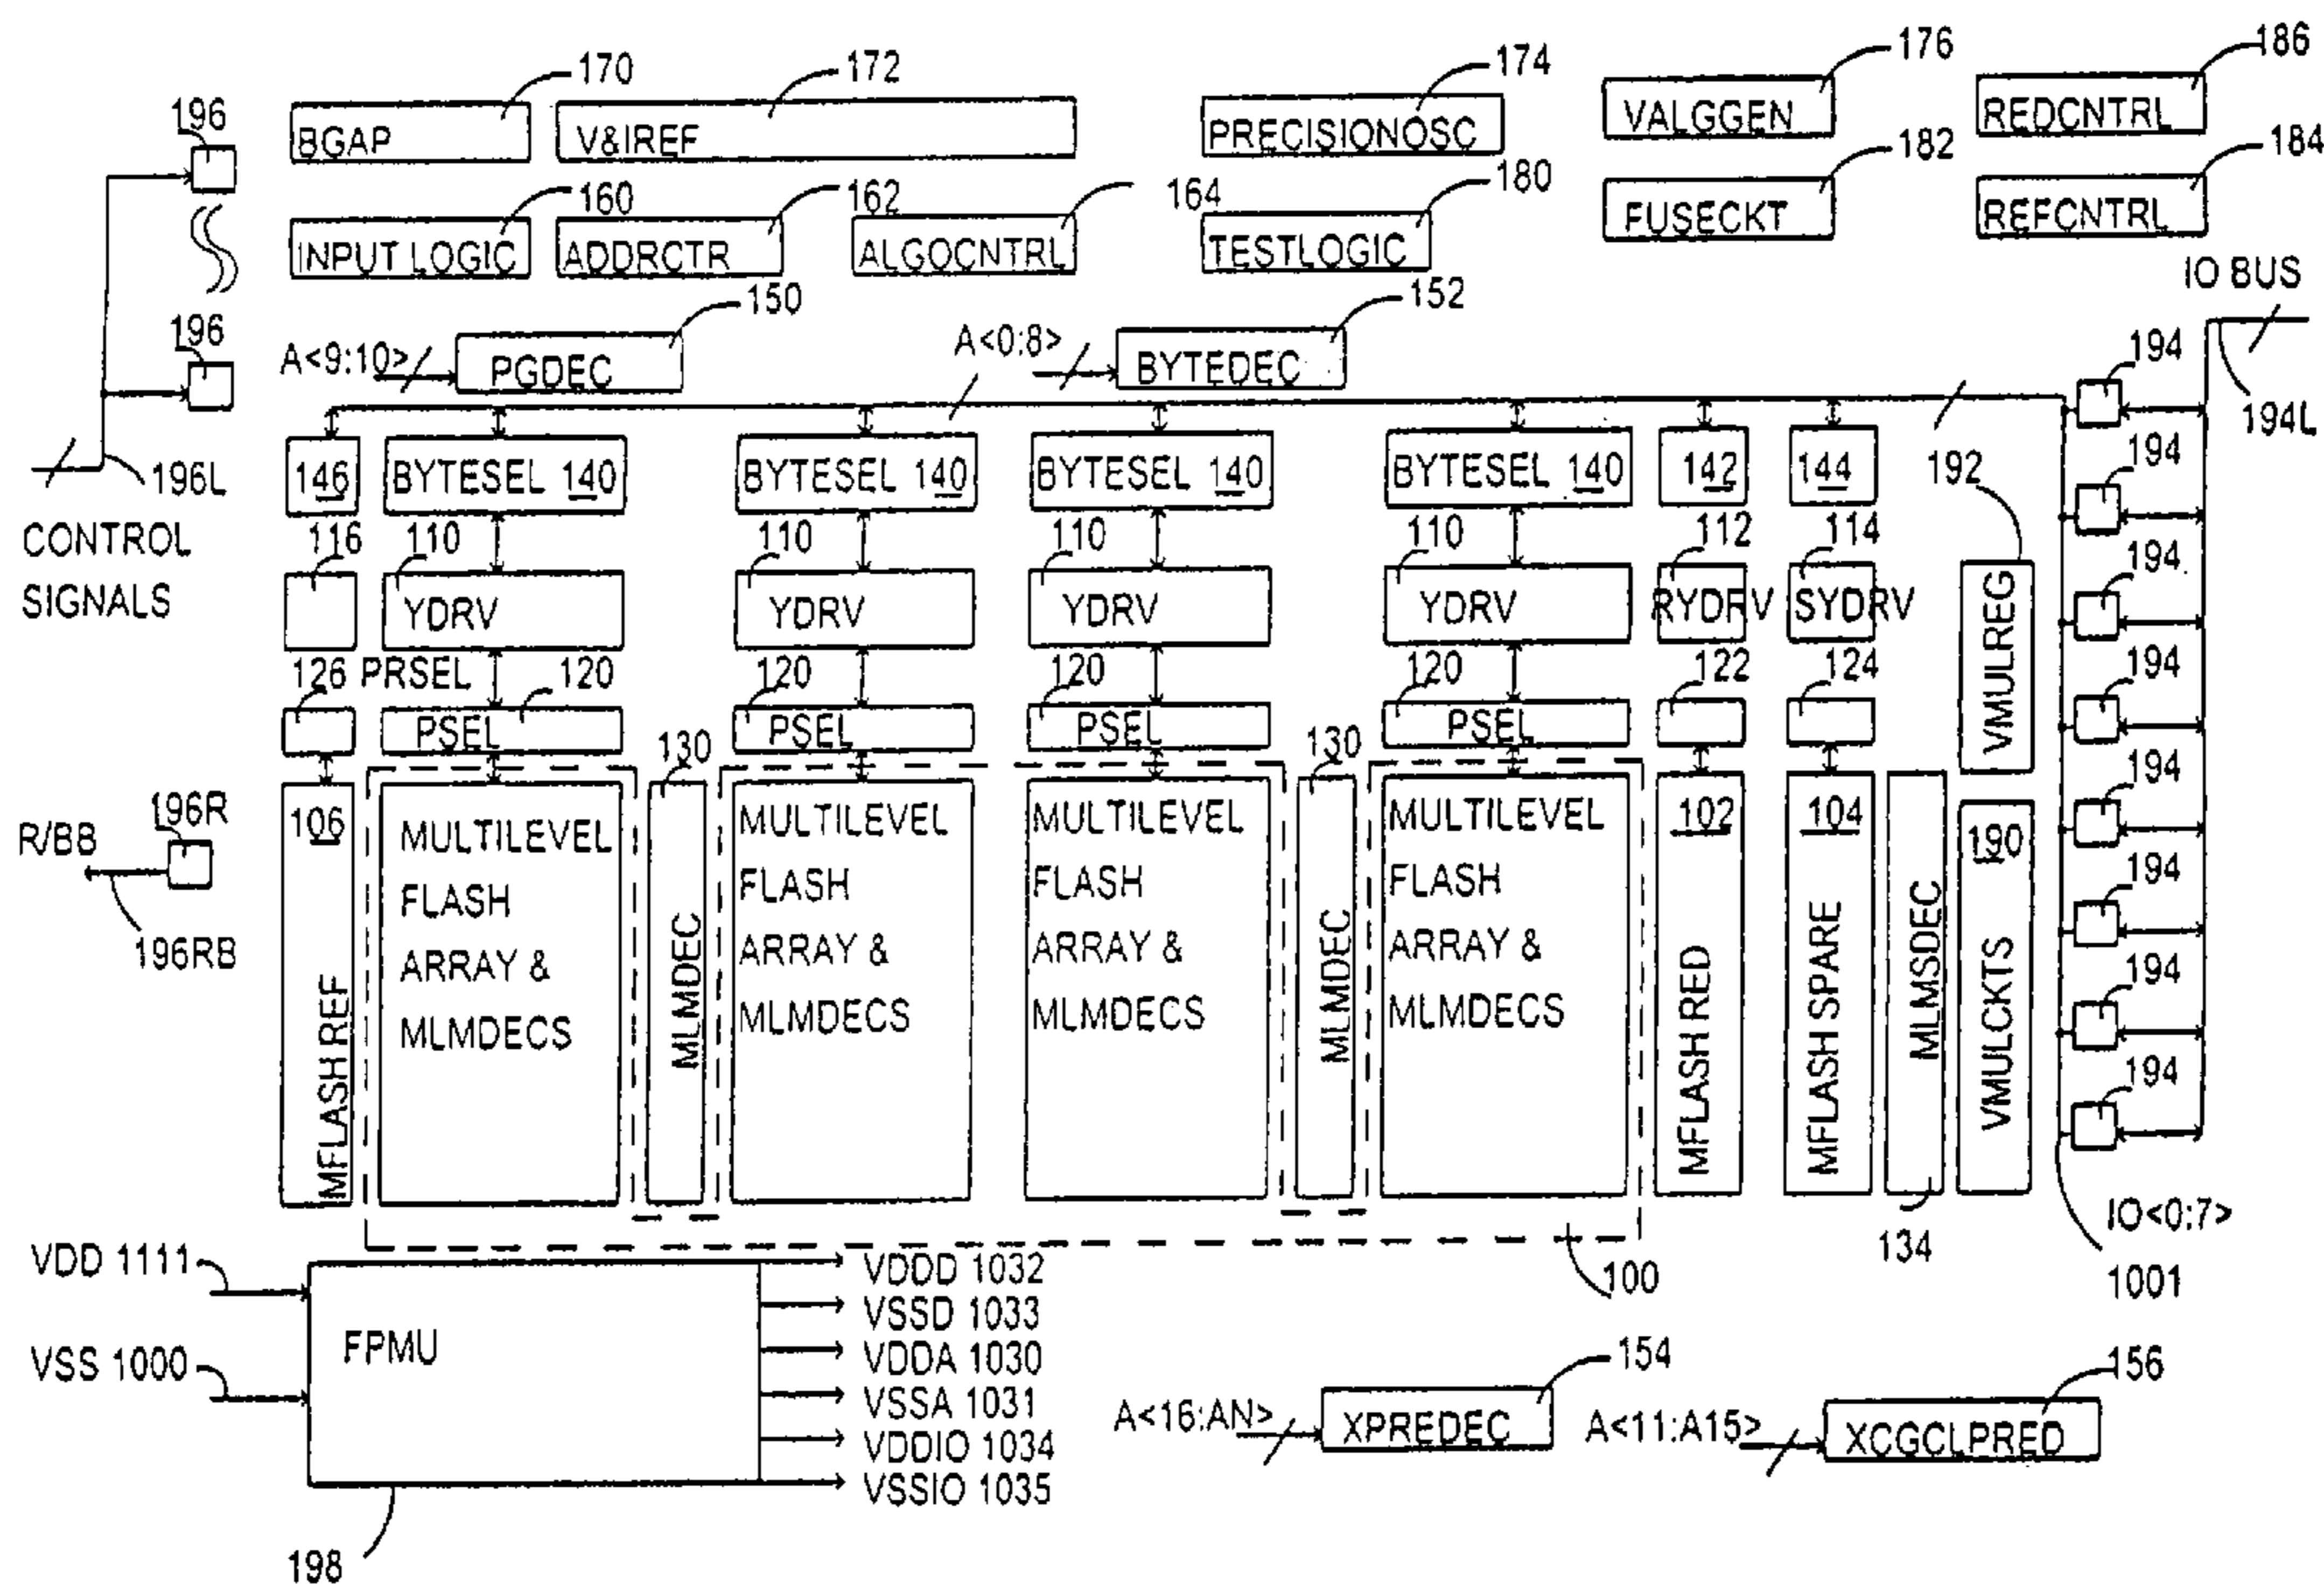 170 172 174 176 186
196 BGAP V&IREF PRECISIONOSC VALGGEN REDCNTRL
160 162 164 180 182 184
INPUT LOGIC ADDRCTR ALGOCNTRL TESTLOGIC FUSECKT REFCNTRL
150 152 IO BUS
196 A<9:10> PGDEC A<0:8> BYTEDEC 194
194L
196L 146 BYTESEL 140 BYTESEL 140 BYTESEL 140 BYTESEL 140 142 144 192 194
CONTROL 116 110 110 110 110 112 114
SIGNALS YDRV YDRV YDRV YDRV RYDRV SYDRV VMULREG 194
126 PRSEL 120 120 120 120 122 124 194
PSEL PSEL PSEL PSEL
130 130
194
R/BB 196R 106 MULTILEVEL MULTILEVEL MULTILEVEL MULTILEVEL 102 104 190
FLASH FLASH FLASH FLASH 194
196RB ARRAY & ARRAY & ARRAY & ARRAY &
MLMDECS MLMDECS MLMDECS MLMDECS 194
MFLASH REF MLMDEC MLMDEC MFLASH RED MFLASH SPARE MLMSDEC VMULCKTS
194
IO<0:7>
134
VDD 1111 VDDD 1032 100 1001
VSSD 1033
VSS 1000 FPMU VDDA 1030 154 156
VSSA 1031 A<16:AN> XPREDEC A<11:A15> XCGCLPRED
VDDIO 1034
VSSIO 1035
198